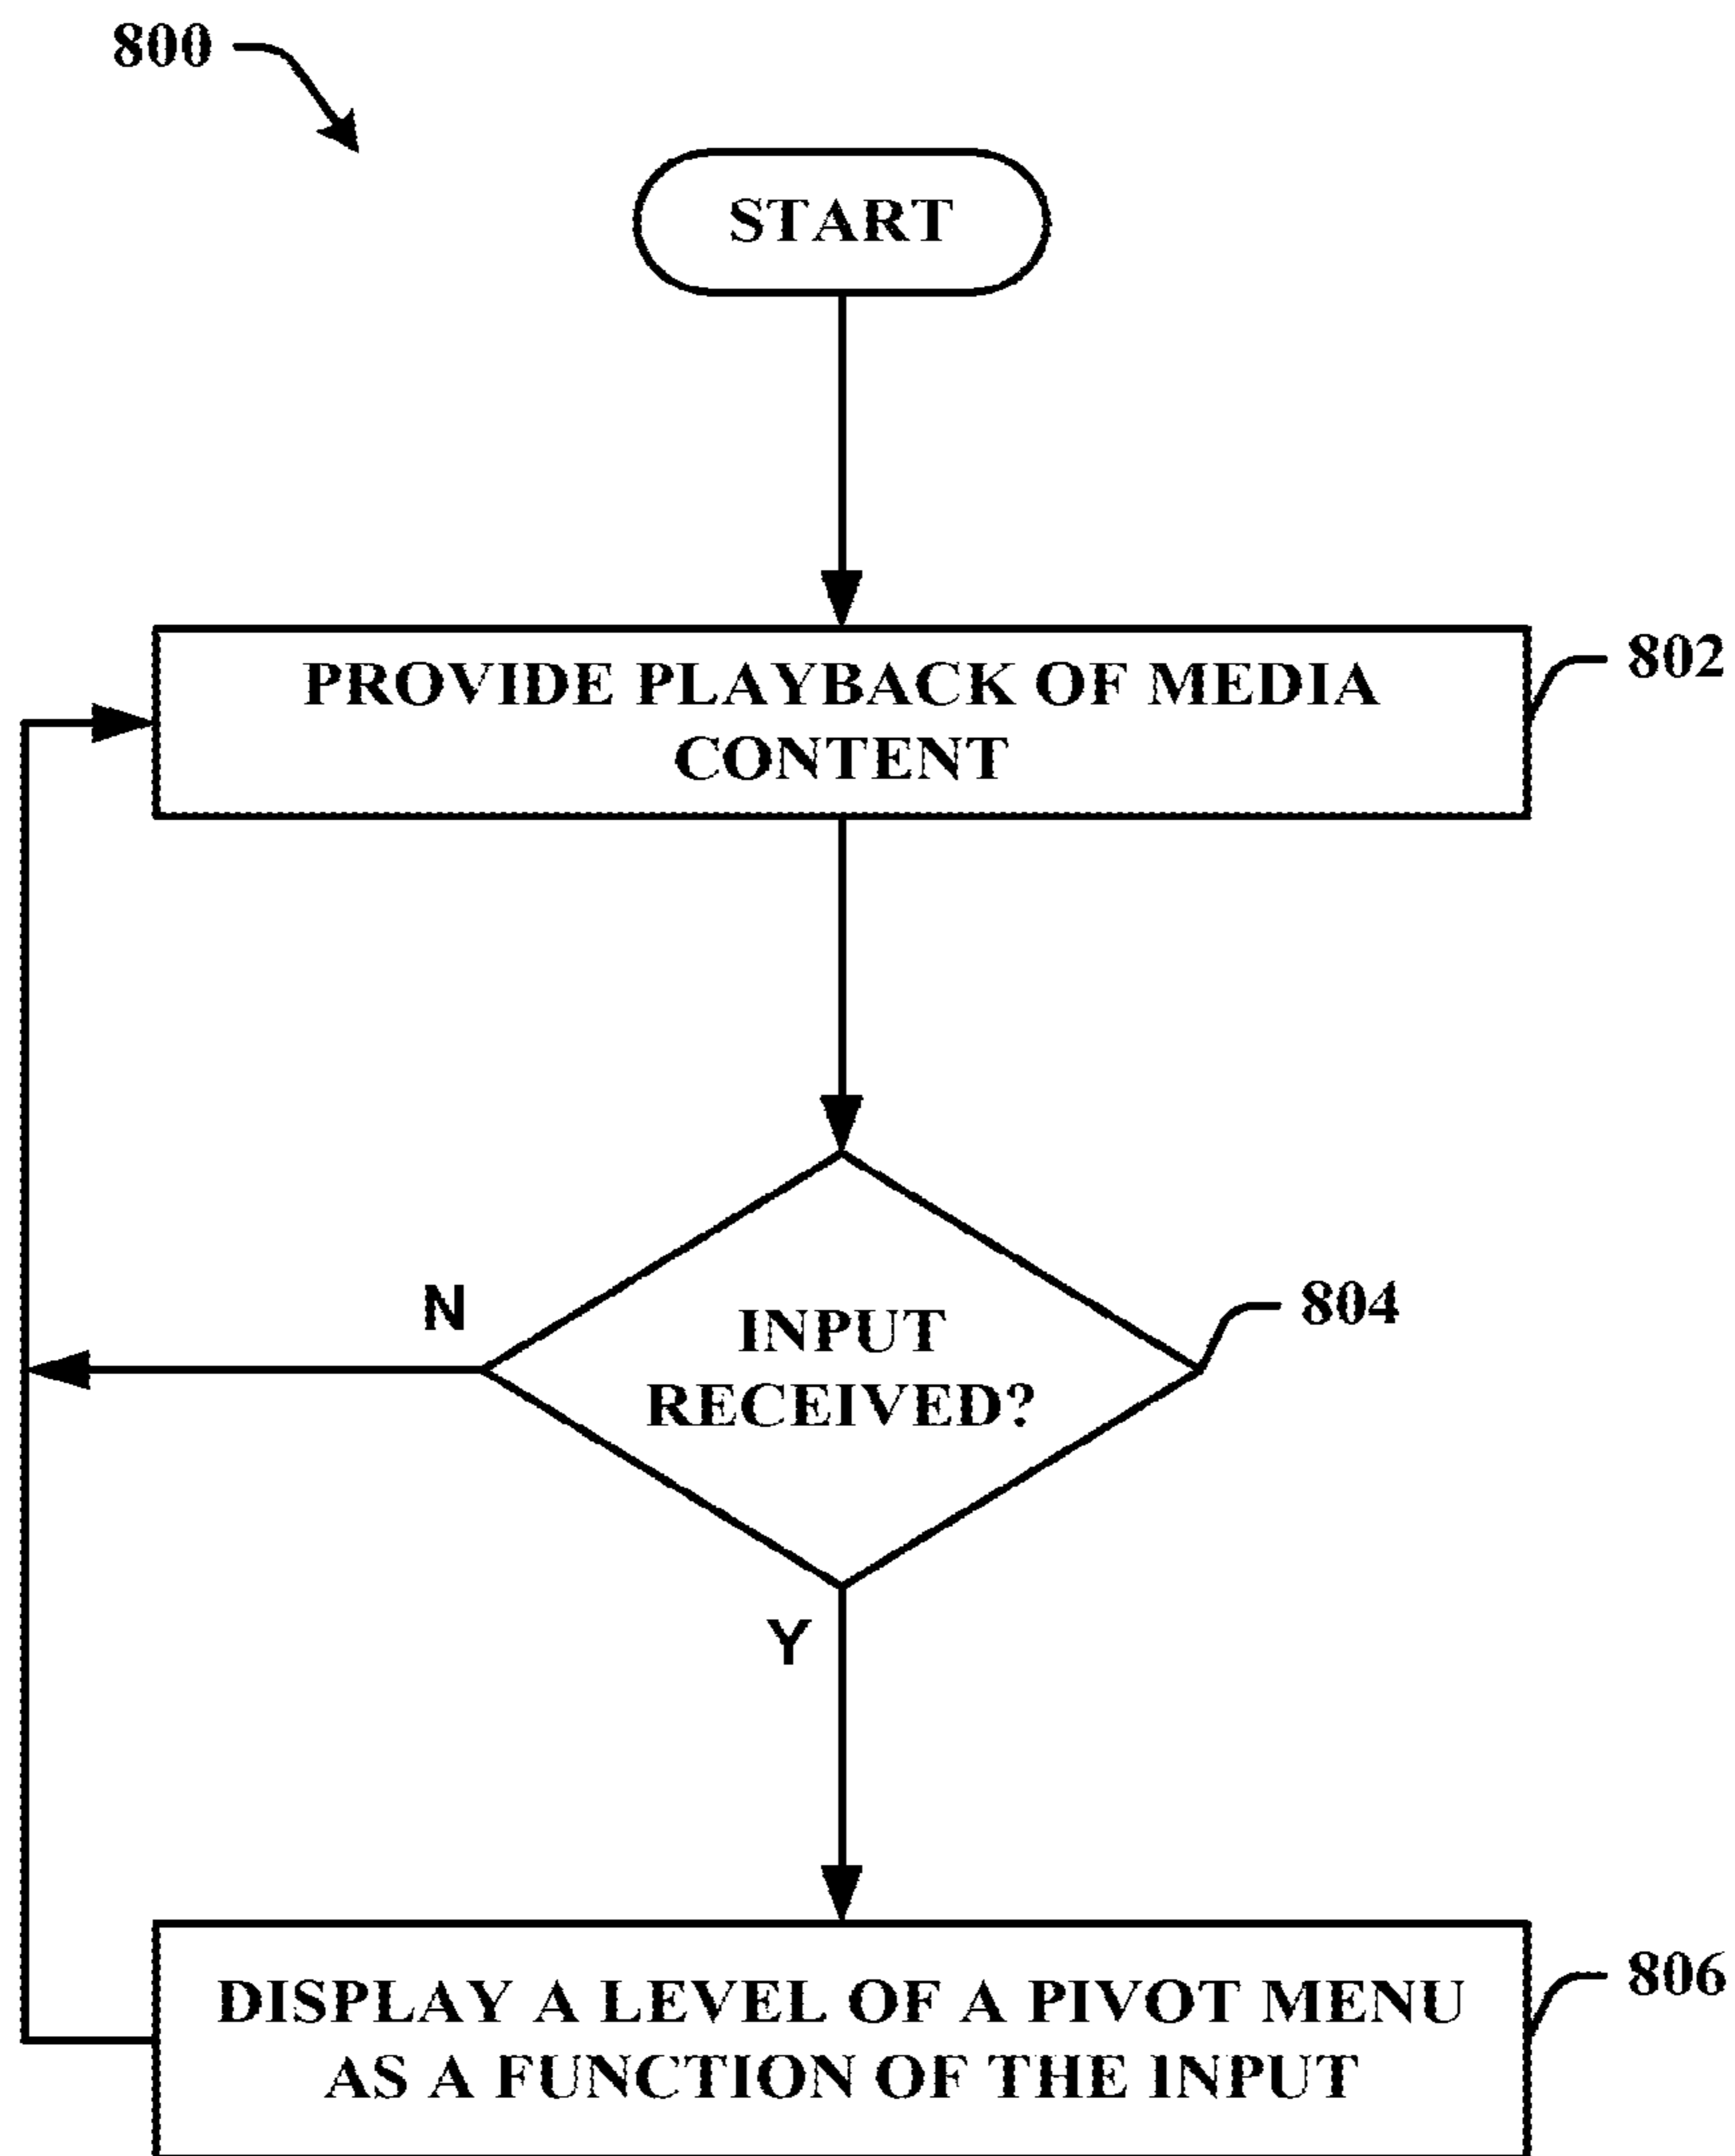 800
START
PROVIDE PLAYBACK OF MEDIA
CONTENT
802
N
INPUT
RECEIVED?
804
Y
DISPLAY A LEVEL OF A PIVOT MENU
AS A FUNCTION OF THE INPUT
806